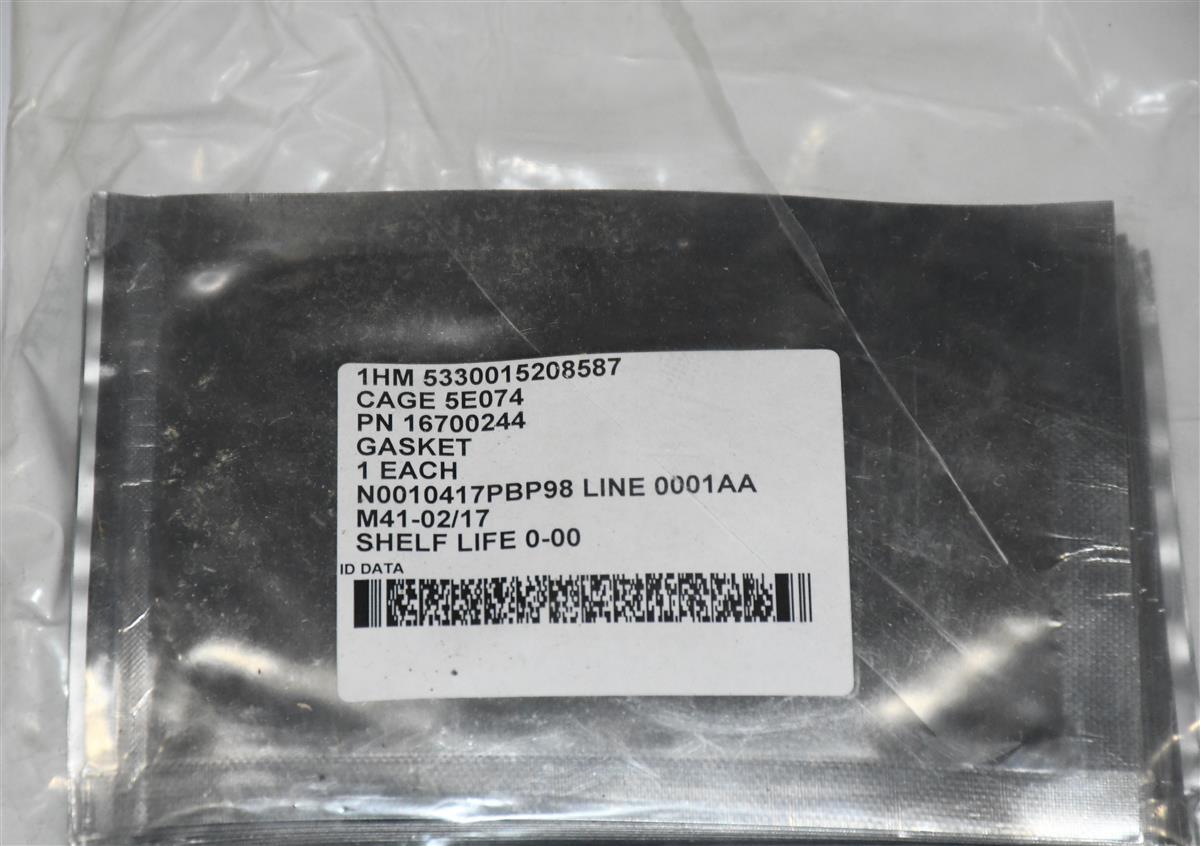 1HM 5330015208587
CAGE 5E074
PN 16700244
GASKET
1 EACH
N0010417PBP98 LINE 0001AA
M41-02/17
SHELF LIFE 0-00
ID DATA